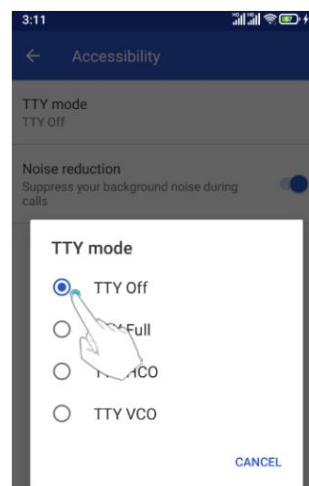 3:11
Accessibility
TTY mode
TTY Off
Noise reduction
Suppress your background noise during
calls
TTY mode
TTY Off
Full
TTY VCO
CANCEL